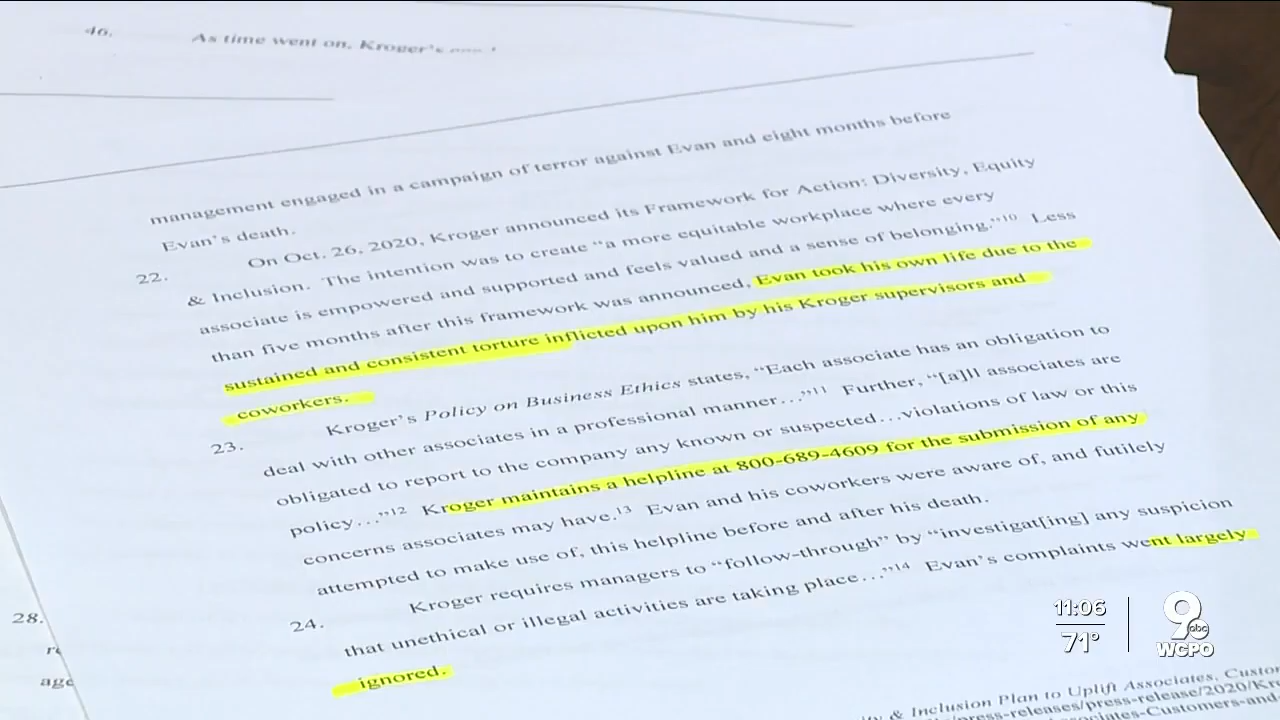 46. As time went on, Kroger's
management engaged in a campaign of terror against Evan and eight months before
Evan's death.
22. On Oct. 26, 2020, Kroger announced its Framework for Action: Diversity, Equity
& Inclusion. The intention was to create "a more equitable workplace where every
associate is empowered and supported and feels valued and a sense of belonging."10 Less
than five months after this framework was announced, Evan took his own life due to the
sustained and consistent torture inflicted upon him by his Kroger supervisors and
coworkers.
23. Kroger's Policy on Business Ethics states, "Each associate has an obligation to
deal with other associates in a professional manner..."11 Further, "[a]ll associates are
obligated to report to the company any known or suspected...violations of law or this
policy..."12 Kroger maintains a helpline at 800-689-4609 for the submission of any
concerns associates may have.13 Evan and his coworkers were aware of, and futilely
attempted to make use of, this helpline before and after his death.
24. Kroger requires managers to "follow-through" by "investigat[ing] any suspicion
that unethical or illegal activities are taking place..."14 Evan's complaints went largely
ignored.
28.
& Inclusion Plan to Uplift Associates,
press-releases/press-release/2020/
Associates-Customers-and
11:06
71°
9
abc
WCPO